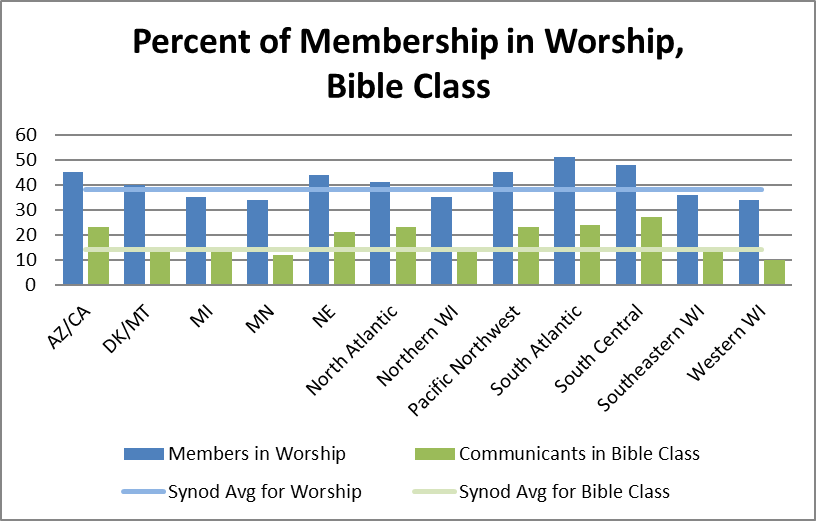 Percent of Membership in Worship,
Bible Class
60
50
40
30
20
10
0
AZ/CA
DK/MT
MI
MN
NE
North Atlantic
Northern WI
Pacific Northwest
South Atlantic
South Central
Southeastern WI
Western WI
Members in Worship
Communicants in Bible Class
Synod Avg for Worship
Synod Avg for Bible Class